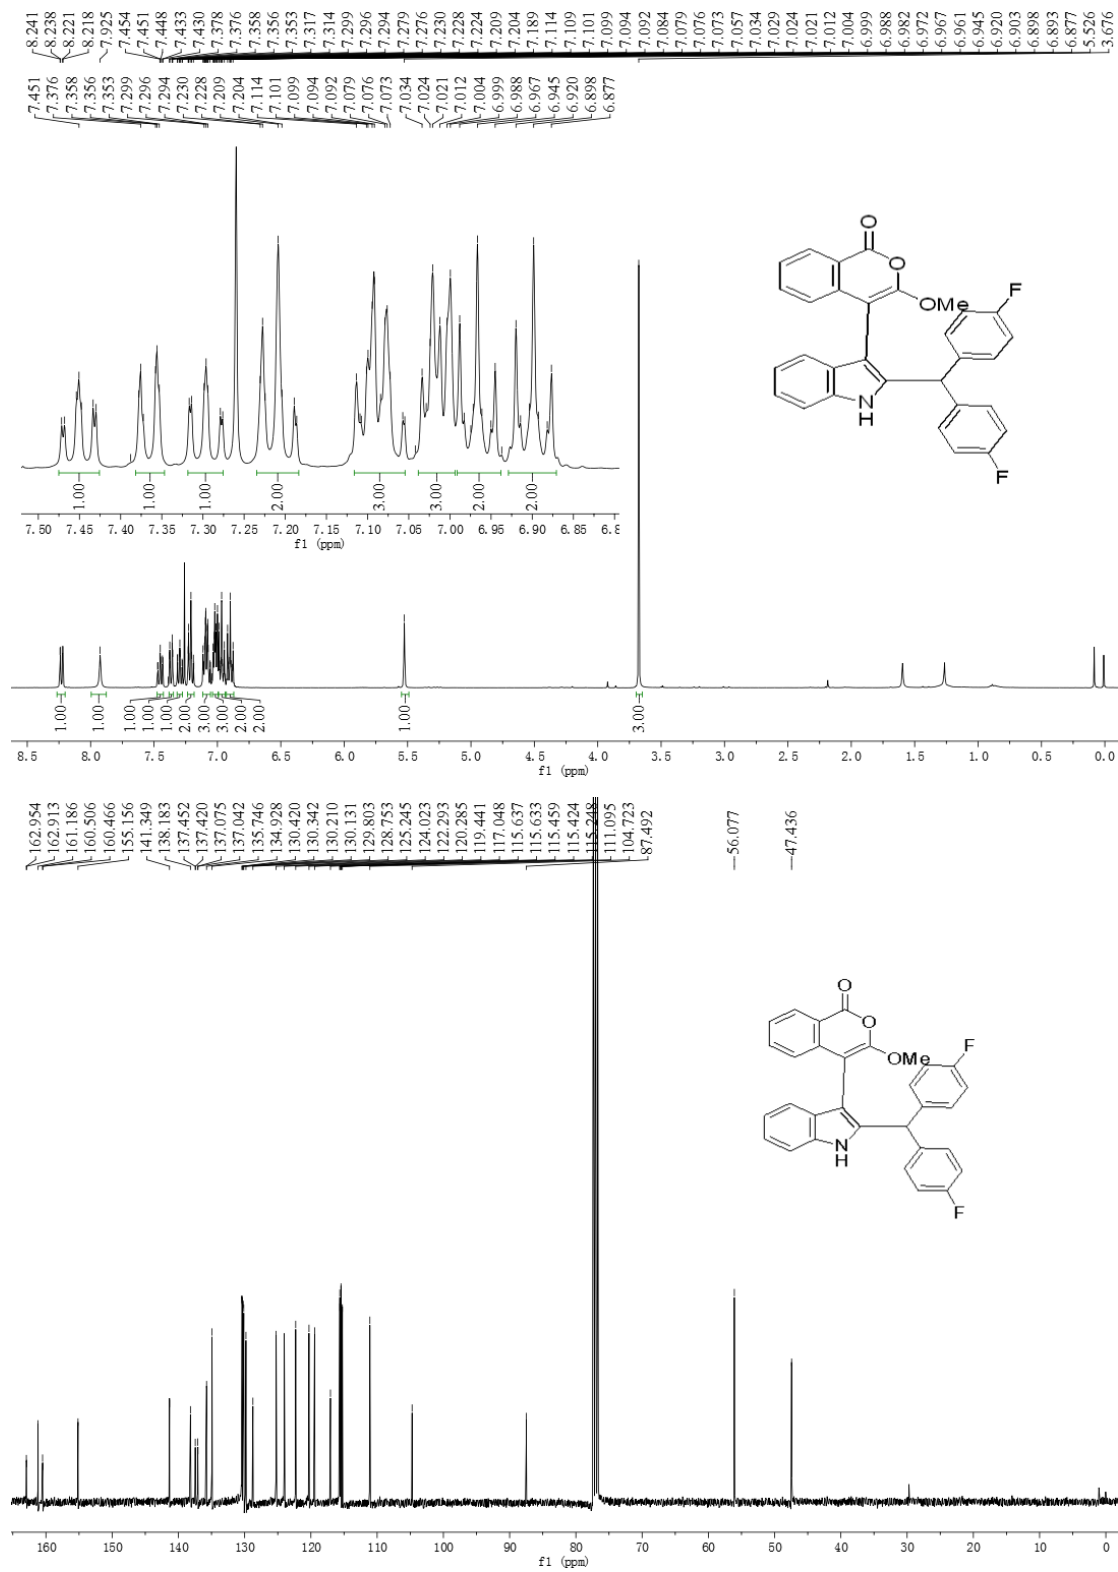 8.241 8.238 8.221 8.218 7.925 7.454 7.451 7.448 7.433 7.430 7.378 7.376 7.358 7.356 7.353 7.317 7.314 7.299 7.296 7.294 7.279 7.276 7.230 7.228 7.224 7.209 7.204 7.189 7.114 7.109 7.101 7.099 7.094 7.092 7.084 7.079 7.076 7.073 7.057 7.034 7.029 7.024 7.021 7.012 7.004 6.999 6.988 6.982 6.972 6.967 6.961 6.945 6.920 6.903 6.898 6.893 6.877 5.526 3.676
7.451 7.376 7.358 7.356 7.353 7.299 7.296 7.294 7.230 7.228 7.209 7.204 7.114 7.101 7.099 7.094 7.092 7.079 7.076 7.073 7.034 7.024 7.021 7.012 7.004 6.999 6.988 6.967 6.945 6.920 6.898 6.877
O
O
OMe
F
N
H
F
1.00 1.00 1.00 2.00 3.00 3.00 2.00 2.00
7.50 7.45 7.40 7.35 7.30 7.25 7.20 7.15 7.10 7.05 7.00 6.95 6.90 6.85
f1 (ppm)
1.00 1.00 1.00 1.00 1.00 2.00 3.00 3.00 2.00 2.00 1.00 3.00
8.5 8.0 7.5 7.0 6.5 6.0 5.5 5.0 4.5 4.0 3.5 3.0 2.5 2.0 1.5 1.0 0.5 0.0
f1 (ppm)
162.954 162.913 161.186 160.506 160.466 155.156 141.349 138.183 137.452 137.420 137.075 137.042 135.746 134.928 130.420 130.342 130.210 130.131 129.803 128.753 125.245 124.023 122.293 120.285 119.441 117.048 115.637 115.633 115.459 115.424 115.248 111.095 104.723 87.492 56.077 47.436
O
O
OMe
F
N
H
F
160 150 140 130 120 110 100 90 80 70 60 50 40 30 20 10 0
f1 (ppm)